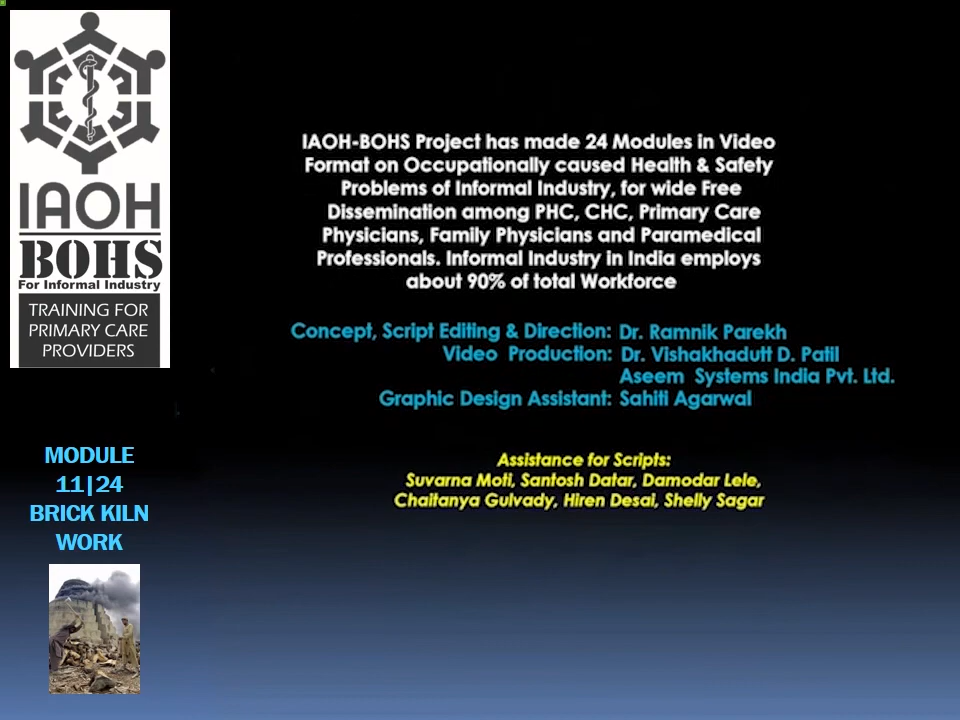 IAOH
BOHS
For Informal Industry
TRAINING FOR
PRIMARY CARE
PROVIDERS
MODULE
11|24
BRICK KILN
WORK
IAOH-BOHS Project has made 24 Modules in Video
Format on Occupationally caused Health & Safety
Problems of Informal Industry, for wide Free
Dissemination among PHC, CHC, Primary Care
Physicians, Family Physicians and Paramedical
Professionals. Informal Industry in India employs
about 90% of total Workforce
Concept, Script Editing & Direction: Dr. Ramnik Parekh
Video Production: Dr. Vishakhadutt D. Patil
Aseem Systems India Pvt. Ltd.
Graphic Design Assistant: Sahiti Agarwal
Assistance for Scripts:
Suvarna Moti, Santosh Datar, Damodar Lele,
Chaitanya Gulvady, Hiren Desai, Shelly Sagar